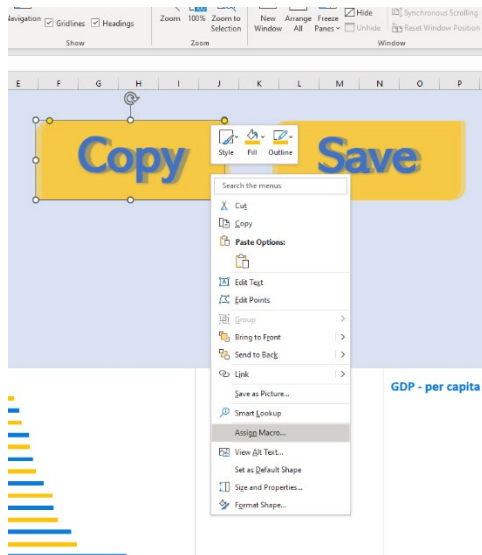 Navigation
Gridlines
Headings
Show
Zoom
100%
Zoom to
Selection
Zoom
New
Window
Arrange
All
Freeze
Panes
Hide
Unhide
Synchronous Scrolling
Reset Window Position
Window
E F G H I J K L M N O P
Copy
Save
Style Fill Outline
Search the menus
Cut
Copy
Paste Options:
Edit Text
Edit Points
Group
Bring to Front
Send to Back
Link
Save as Picture...
Smart Lookup
Assign Macro...
View Alt Text...
Set as Default Shape
Size and Properties...
Format Shape...
GDP - per capita